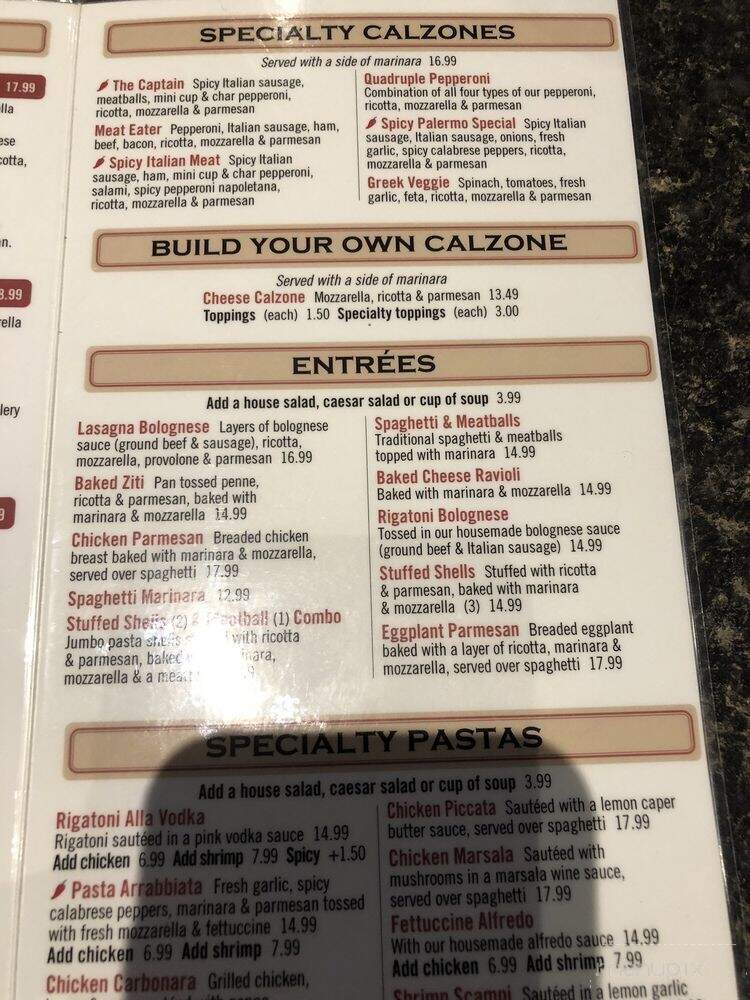 17.99
lla
ese
cotta,
n.
8.99
rella
lery
9
SPECIALTY CALZONES
Served with a side of marinara 16.99
The Captain Spicy Italian sausage,
meatballs, mini cup & char pepperoni,
ricotta, mozzarella & parmesan
Meat Eater Pepperoni, Italian sausage, ham,
beef, bacon, ricotta, mozzarella & parmesan
Spicy Italian Meat Spicy Italian
sausage, ham, mini cup & char pepperoni,
salami, spicy pepperoni napoletana,
ricotta, mozzarella & parmesan
Quadruple Pepperoni
Combination of all four types of our pepperoni,
ricotta, mozzarella & parmesan
Spicy Palermo Special Spicy Italian
sausage, Italian sausage, onions, fresh
garlic, spicy calabrese peppers, ricotta,
mozzarella & parmesan
Greek Veggie Spinach, tomatoes, fresh
garlic, feta, ricotta, mozzarella & parmesan
BUILD YOUR OWN CALZONE
Served with a side of marinara
Cheese Calzone Mozzarella, ricotta & parmesan 13.49
Toppings (each) 1.50 Specialty toppings (each) 3.00
ENTRÉES
Add a house salad, caesar salad or cup of soup 3.99
Lasagna Bolognese Layers of bolognese
sauce (ground beef & sausage), ricotta,
mozzarella, provolone & parmesan 16.99
Baked Ziti Pan tossed penne,
ricotta & parmesan, baked with
marinara & mozzarella 14.99
Chicken Parmesan Breaded chicken
breast baked with marinara & mozzarella,
served over spaghetti 17.99
Spaghetti Marinara 12.99
Stuffed Shells (2) & Meatball (1) Combo
Jumbo pasta shells with ricotta
& parmesan, baked
mozzarella & a
Spaghetti & Meatballs
Traditional spaghetti & meatballs
topped with marinara 14.99
Baked Cheese Ravioli
Baked with marinara & mozzarella 14.99
Rigatoni Bolognese
Tossed in our housemade bolognese sauce
(ground beef & Italian sausage) 14.99
Stuffed Shells Stuffed with ricotta
& parmesan, baked with marinara
& mozzarella (3) 14.99
Eggplant Parmesan Breaded eggplant
baked with a layer of ricotta, marinara &
mozzarella, served over spaghetti 17.99
SPECIALTY PASTAS
Add a house salad, caesar salad or cup of soup 3.99
Rigatoni Alla Vodka
Rigatoni sautéed in a pink vodka sauce 14.99
Add chicken 6.99 Add shrimp 7.99 Spicy +1.50
Pasta Arrabbiata Fresh garlic, spicy
calabrese peppers, marinara & parmesan tossed
with fresh mozzarella & fettuccine 14.99
Add chicken 6.99 Add shrimp 7.99
Chicken Carbonara Grilled chicken,
Chicken Piccata Sautéed with a lemon caper
butter sauce, served over spaghetti 17.99
Chicken Marsala Sautéed with
mushrooms in a marsala wine sauce,
served over spaghetti 17.99
Fettuccine Alfredo
With our housemade alfredo sauce 14.99
Add chicken 6.99 Add shrimp 7.99
Shrimp Scampi Sautéed in a lemon garlic